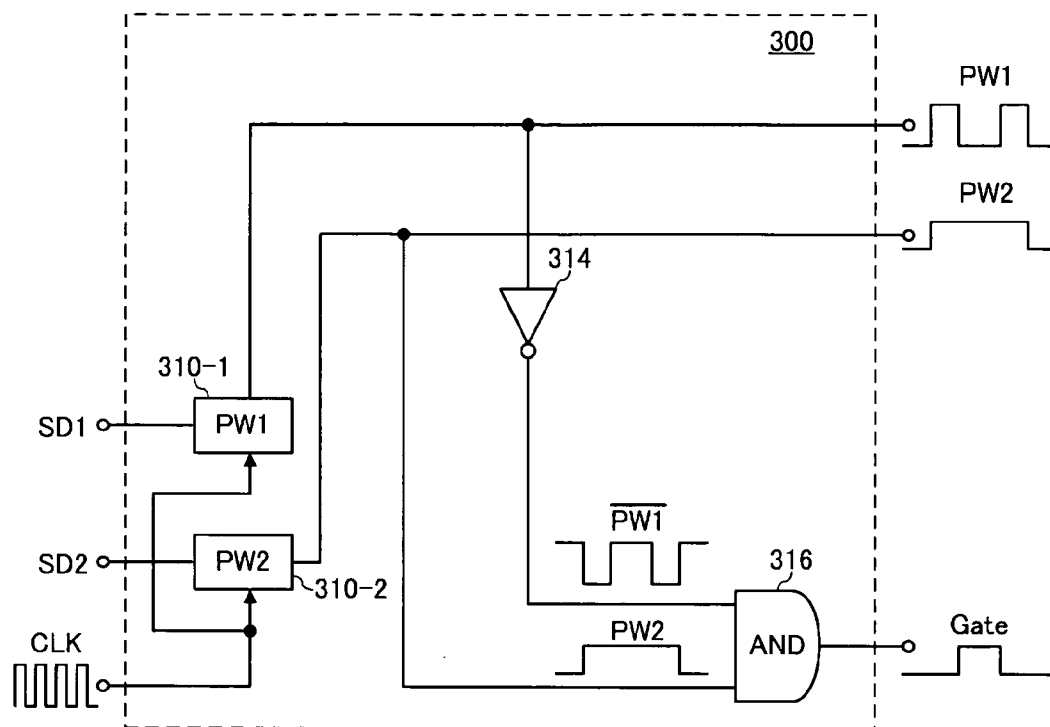 300
PW1
PW2
314
310-1
SD1
PW1
SD2
PW2
310-2
PW1
316
CLK
PW2
AND
Gate